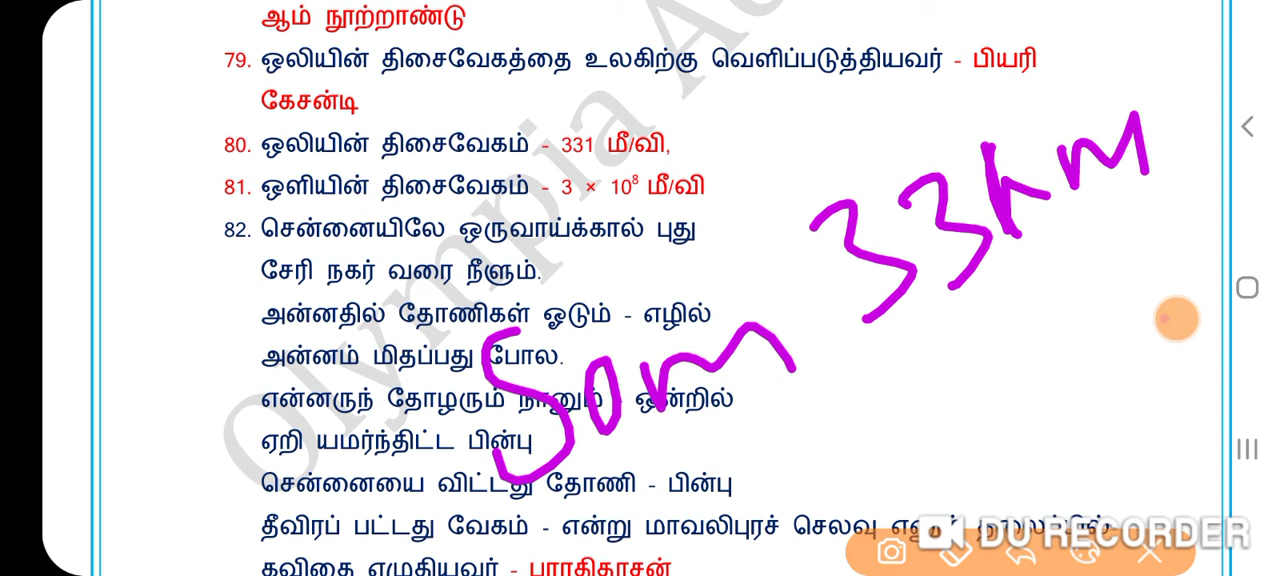 ஆம் நூற்றாண்டு
79. ஒலியின் திசைவேகத்தை உலகிற்கு வெளிப்படுத்தியவர் - பியரி
கேசன்டி
80. ஒலியின் திசைவேகம் - 331 மீ/வி,
81. ஒளியின் திசைவேகம் - 3 × 10⁸ மீ/வி
82. சென்னையிலே ஒருவாய்க்கால் புது
சேரி நகர் வரை நீளும்.
அன்னதில் தோணிகள் ஓடும் - எழில்
அன்னம் மிதப்பது போல.
என்னருந் தோழரும் நானும் - ஒன்றில்
ஏறி யமர்ந்திட்ட பின்பு
சென்னையை விட்டது தோணி - பின்பு
தீவிரப் பட்டது வேகம் - என்று மாவலிபுரச் செலவு
கவிதை எழுதியவர் - பாரதிதாசன்
33km
50m
Olympia
DU RECORDER